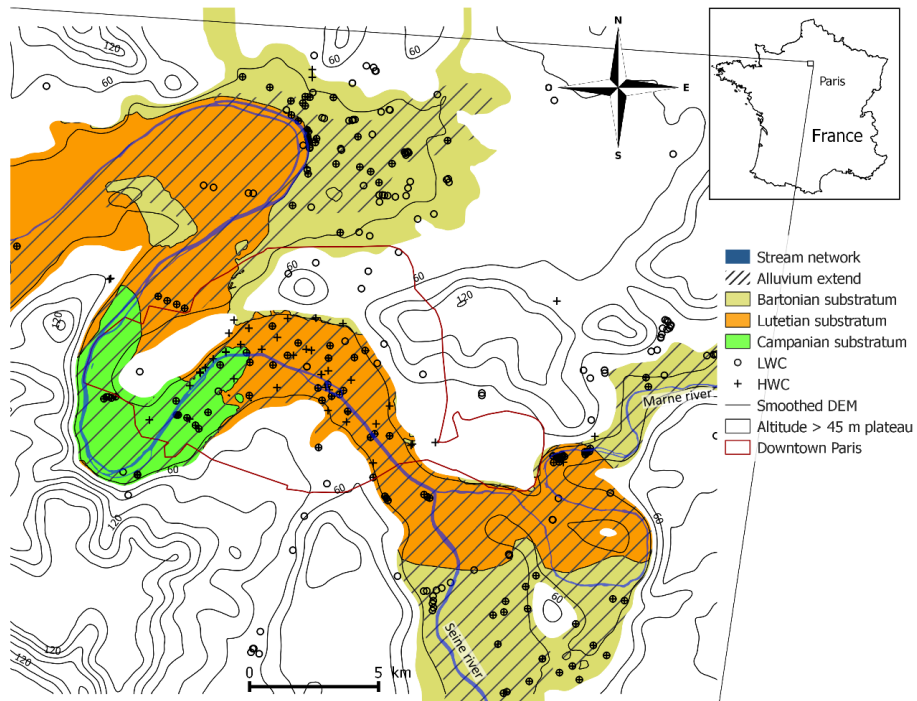 N
O
E
S
Paris
France
120
60
60
120
60
60
120
120
60
60
120
60
60
120
Stream network
Alluvium extend
Bartonian substratum
Lutetian substratum
Campanian substratum
LWC
HWC
Smoothed DEM
Altitude > 45 m plateau
Downtown Paris
Marne river
Seine river
0
5 km